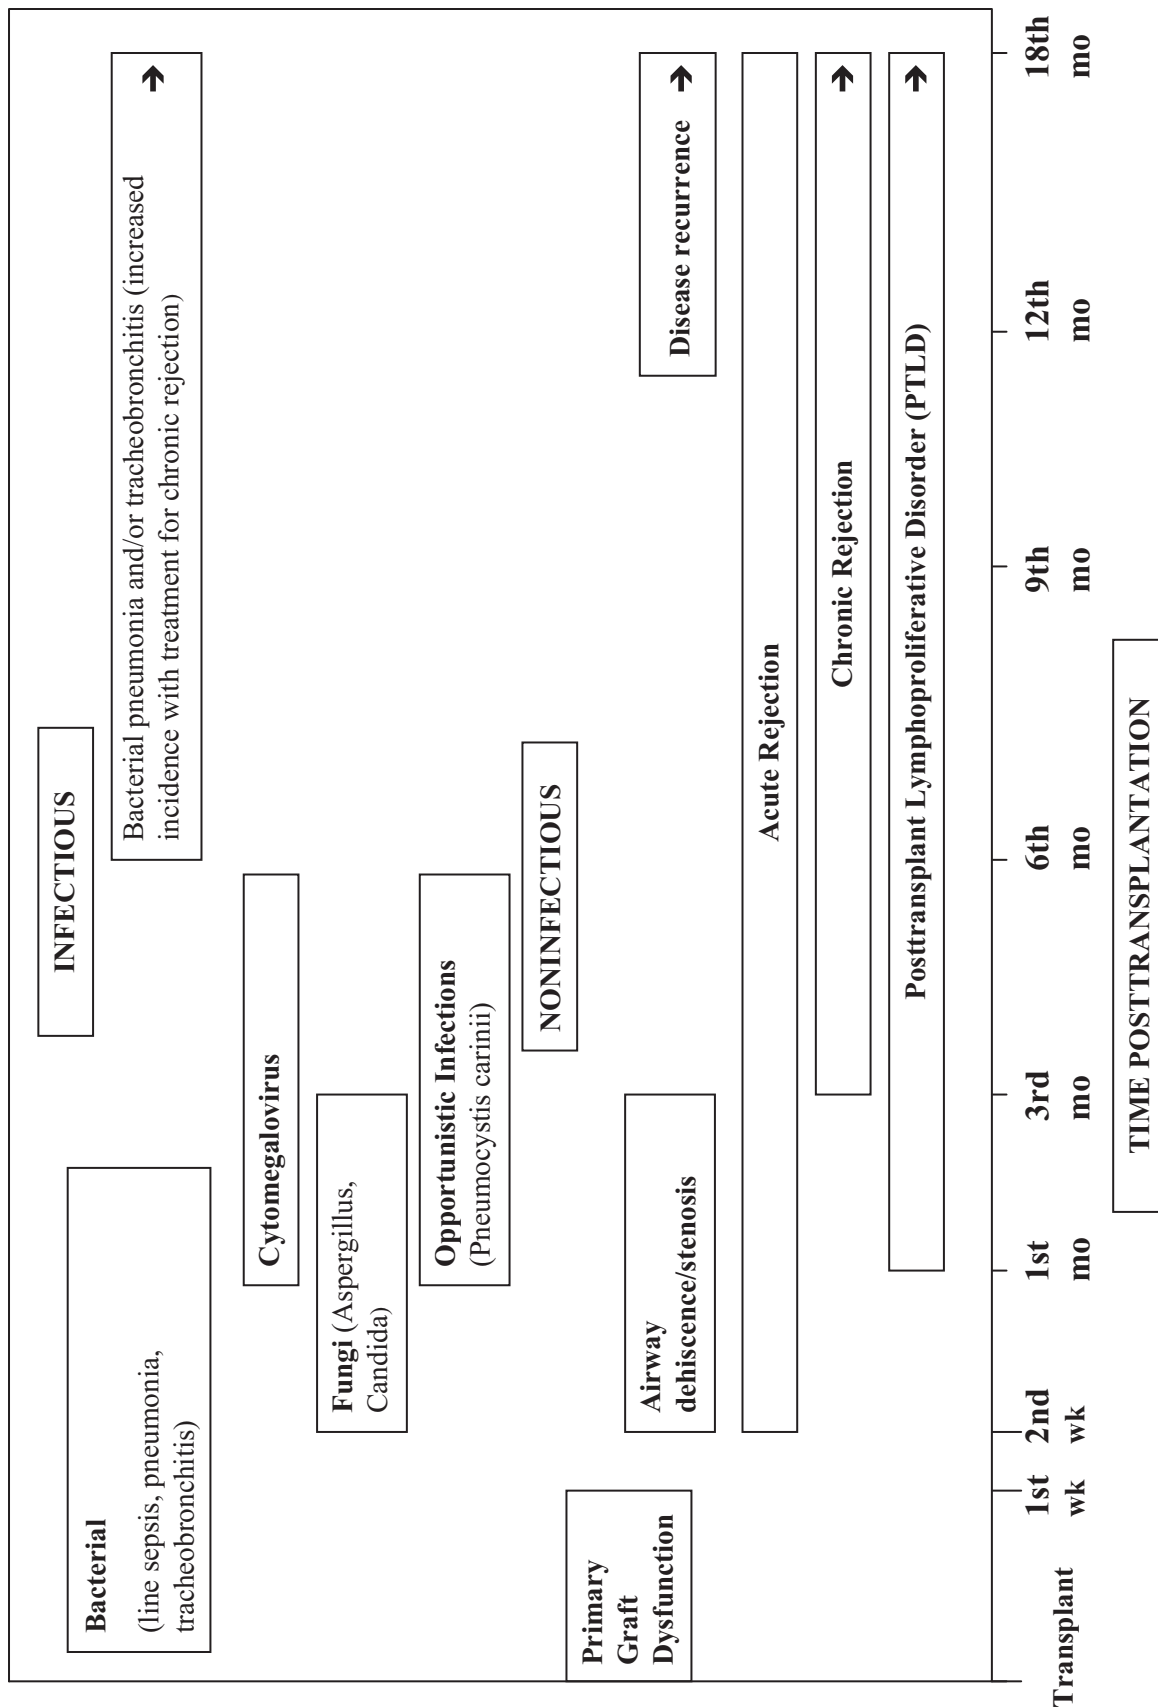 INFECTIOUS
Bacterial
(line sepsis, pneumonia,
tracheobronchitis)
Bacterial pneumonia and/or tracheobronchitis (increased
incidence with treatment for chronic rejection)
➔
Cytomegalovirus
Fungi (Aspergillus,
Candida)
Opportunistic Infections
(Pneumocystis carinii)
NONINFECTIOUS
Primary
Graft
Dysfunction
Airway
dehiscence/stenosis
Disease recurrence ➔
Acute Rejection
Chronic Rejection ➔
Posttransplant Lymphoproliferative Disorder (PTLD) ➔
Transplant
1st
wk
2nd
wk
1st
mo
3rd
mo
6th
mo
9th
mo
12th
mo
18th
mo
TIME POSTTRANSPLANTATION